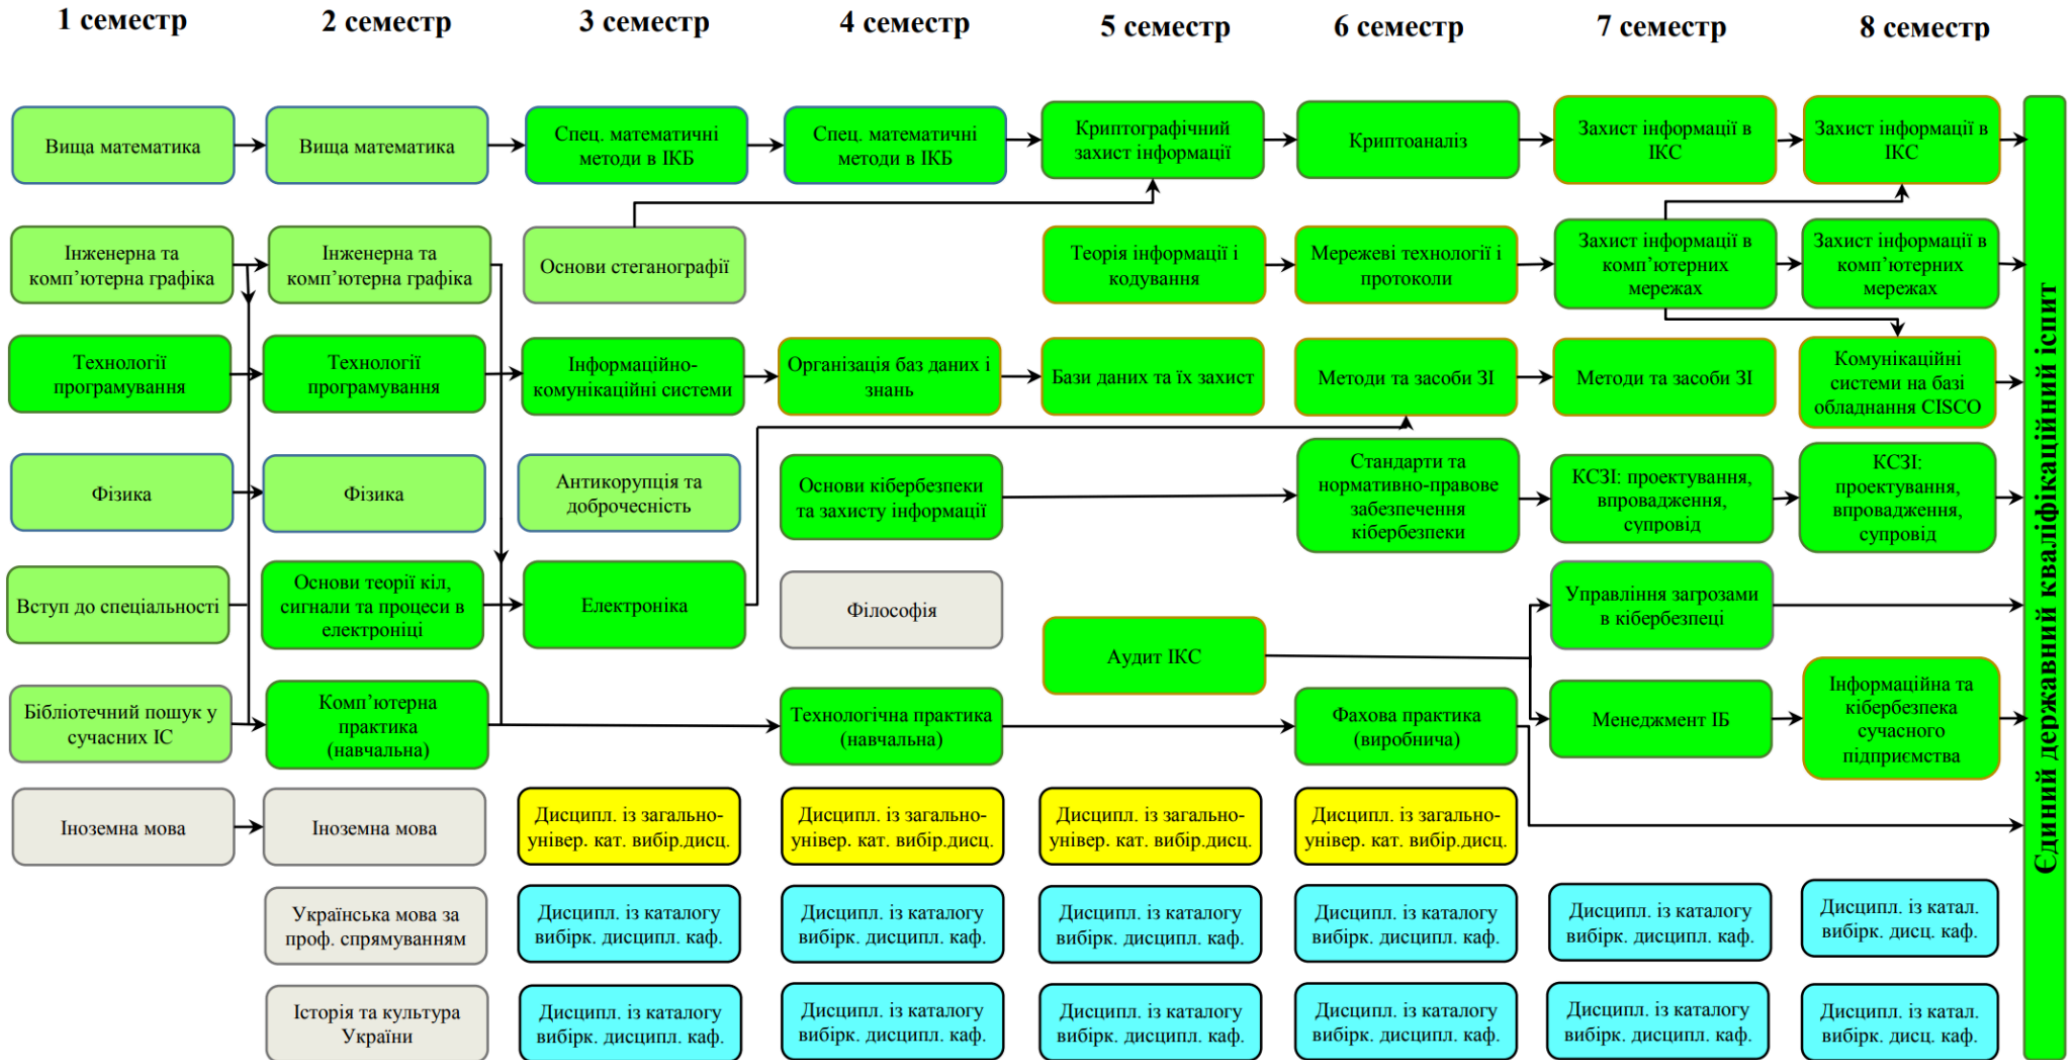 1 семестр
2 семестр
3 семестр
4 семестр
5 семестр
6 семестр
7 семестр
8 семестр
Вища математика
Вища математика
Спец. математичні
методи в ІКБ
Спец. математичні
методи в ІКБ
Криптографічний
захист інформації
Криптоаналіз
Захист інформації в
ІКС
Захист інформації в
ІКС
Інженерна та
комп’ютерна графіка
Інженерна та
комп’ютерна графіка
Основи стеганографії
Теорія інформації і
кодування
Мережеві технології і
протоколи
Захист інформації в
комп’ютерних
мережах
Захист інформації в
комп’ютерних
мережах
Технології
програмування
Технології
програмування
Інформаційно-
комунікаційні системи
Організація баз даних і
знань
Бази даних та їх захист
Методи та засоби ЗІ
Методи та засоби ЗІ
Комунікаційні
системи на базі
обладнання CISCO
Фізика
Фізика
Антикорупція та
доброчесність
Основи кібербезпеки
та захисту інформації
Стандарти та
нормативно-правове
забезпечення
кібербезпеки
КСЗІ: проектування,
впровадження,
супровід
КСЗІ:
проектування,
впровадження,
супровід
Вступ до спеціальності
Основи теорії кіл,
сигнали та процеси в
електроніці
Електроніка
Філософія
Аудит ІКС
Управління загрозами
в кібербезпеці
Бібліотечний пошук у
сучасних ІС
Комп’ютерна
практика
(навчальна)
Технологічна практика
(навчальна)
Фахова практика
(виробнича)
Менеджмент ІБ
Інформаційна та
кібербезпека
сучасного
підприємства
Іноземна мова
Іноземна мова
Дисципл. із загально-
універ. кат. вибір.дисц.
Дисципл. із загально-
універ. кат. вибір.дисц.
Дисципл. із загально-
універ. кат. вибір.дисц.
Дисципл. із загально-
універ. кат. вибір.дисц.
Українська мова за
проф. спрямуванням
Дисципл. із каталогу
вибірк. дисципл. каф.
Дисципл. із каталогу
вибірк. дисципл. каф.
Дисципл. із каталогу
вибірк. дисципл. каф.
Дисципл. із каталогу
вибірк. дисципл. каф.
Дисципл. із каталогу
вибірк. дисципл. каф.
Дисципл. із катал.
вибірк. дисц. каф.
Історія та культура
України
Дисципл. із каталогу
вибірк. дисципл. каф.
Дисципл. із каталогу
вибірк. дисципл. каф.
Дисципл. із каталогу
вибірк. дисципл. каф.
Дисципл. із каталогу
вибірк. дисципл. каф.
Дисципл. із каталогу
вибірк. дисципл. каф.
Дисципл. із катал.
вибірк. дисц. каф.
Єдиний державний кваліфікаційний іспит